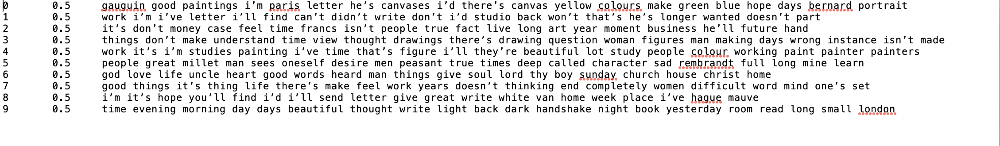 0 0.5 gauguin good paintings i’m paris letter he’s canvases i’d there’s canvas yellow colours make green blue hope days bernard portrait
1 0.5 work i’m i’ve letter i’ll find can’t didn’t write don’t i’d studio back won’t that’s he’s longer wanted doesn’t part
2 0.5 it’s don’t money case feel time francs isn’t people true fact live long art year moment business he’ll future hand
3 0.5 things don’t make understand time view thought drawings there’s drawing question woman figures man making days wrong instance isn’t made
4 0.5 work it’s i’m studies painting i’ve time that’s figure i’ll they’re beautiful lot study people colour working paint painter painters
5 0.5 people great millet man sees oneself desire men peasant true times deep called character sad rembrandt full long mine learn
6 0.5 god love life uncle heart good words heard man things give soul lord thy boy sunday church house christ home
7 0.5 good things it’s thing life there’s make feel work years doesn’t thinking end completely women difficult word mind one’s set
8 0.5 i’m it’s hope you’ll find i’d i’ll send letter give great write white van home week place i’ve hague mauve
9 0.5 time evening morning day days beautiful thought write light back dark handshake night book yesterday room read long small london